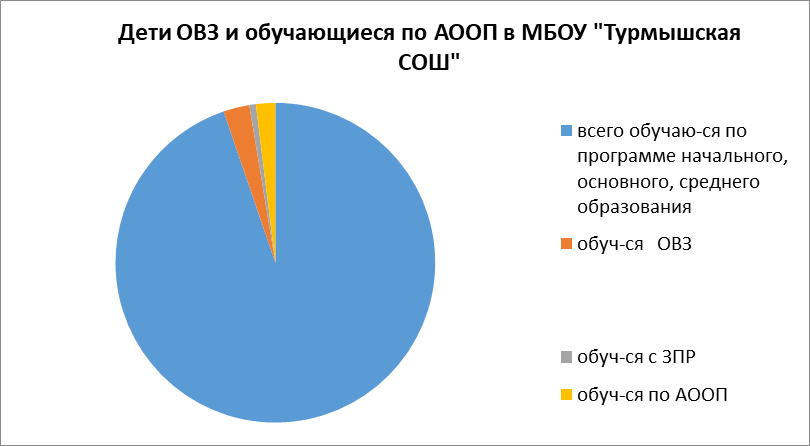 Дети ОВЗ и обучающиеся по АООП в МБОУ "Турмышская
СОШ"
всего обучаю-ся по
программе начального,
основного, среднего
образования
обуч-ся ОВЗ
обуч-ся с ЗПР
обуч-ся по АООП